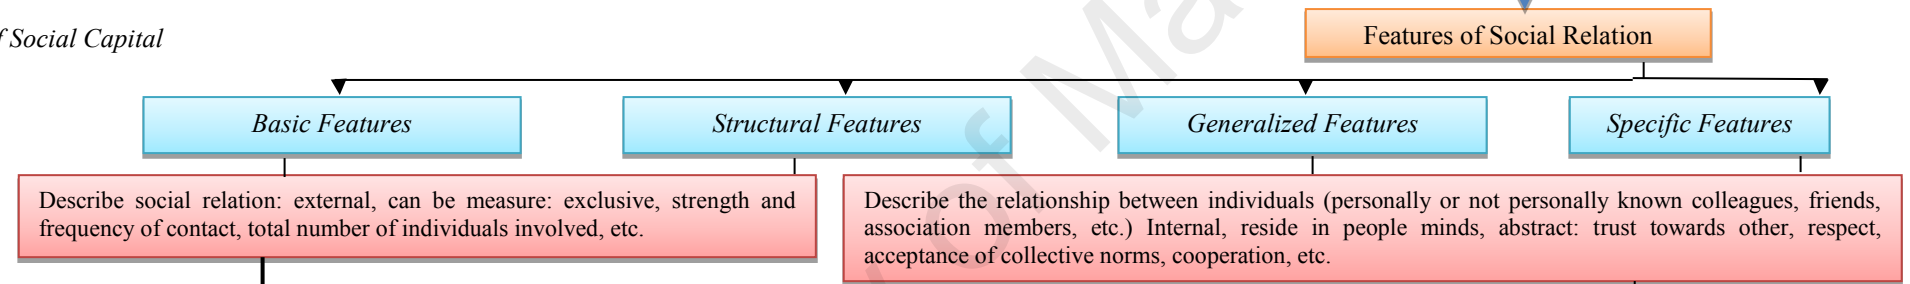 f Social Capital
Features of Social Relation
Basic Features
Structural Features
Generalized Features
Specific Features
Describe social relation: external, can be measure: exclusive, strength and
frequency of contact, total number of individuals involved, etc.
Describe the relationship between individuals (personally or not personally known colleagues, friends,
association members, etc.) Internal, reside in people minds, abstract: trust towards other, respect,
acceptance of collective norms, cooperation, etc.
of Ma